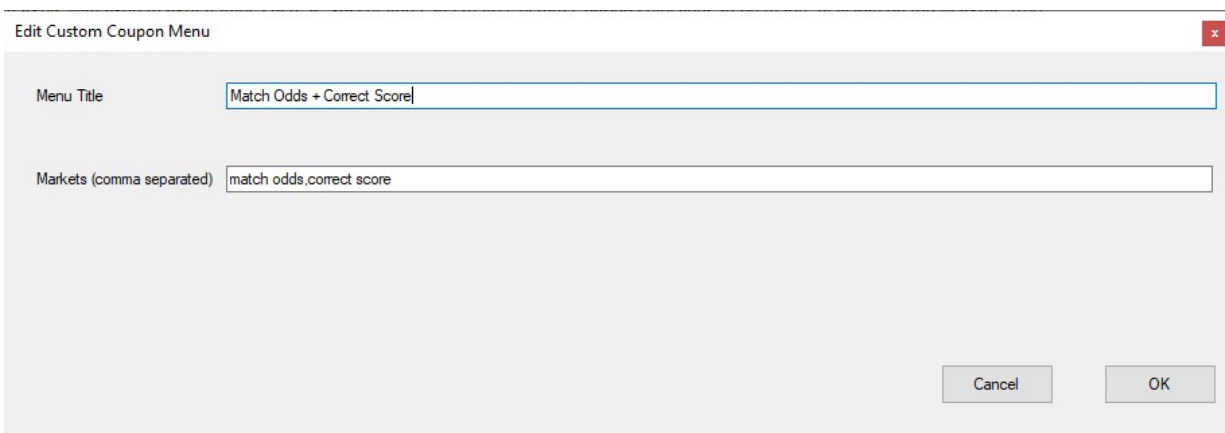 Edit Custom Coupon Menu
x
Menu Title
Match Odds + Correct Score
Markets (comma separated)
match odds,correct score
Cancel
OK